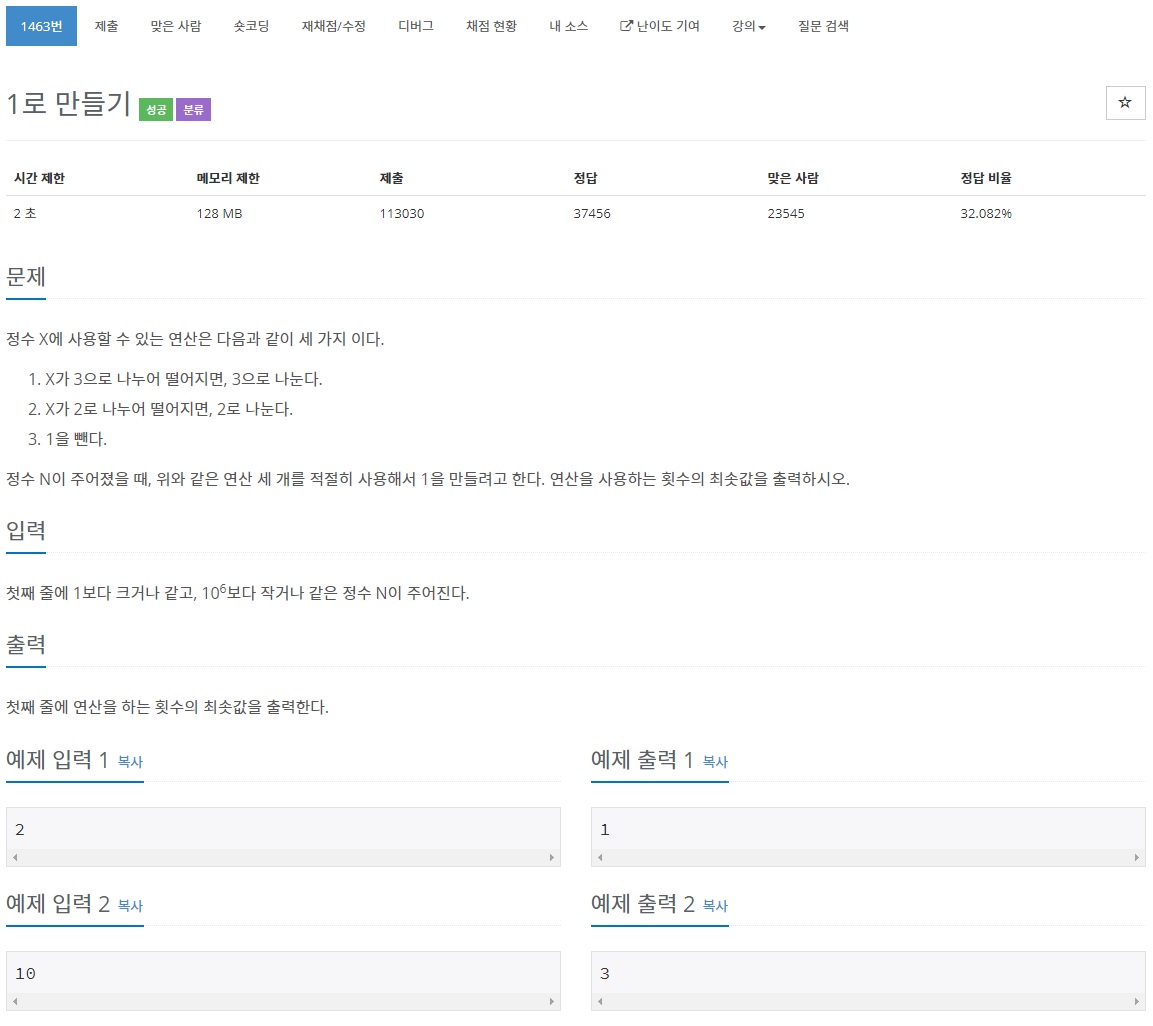 1463번 제출 맞은 사람 숏코딩 재채점/수정 디버그 채점 현황 내 소스 난이도 기여 강의 질문 검색
1로 만들기 성공 분류
시간 제한 메모리 제한 제출 정답 맞은 사람 정답 비율
2 초 128 MB 113030 37456 23545 32.082%
문제
정수 X에 사용할 수 있는 연산은 다음과 같이 세 가지 이다.
1. X가 3으로 나누어 떨어지면, 3으로 나눈다.
2. X가 2로 나누어 떨어지면, 2로 나눈다.
3. 1을 뺀다.
정수 N이 주어졌을 때, 위와 같은 연산 세 개를 적절히 사용해서 1을 만들려고 한다. 연산을 사용하는 횟수의 최솟값을 출력하시오.
입력
첫째 줄에 1보다 크거나 같고, 10⁶보다 작거나 같은 정수 N이 주어진다.
출력
첫째 줄에 연산을 하는 횟수의 최솟값을 출력한다.
예제 입력 1 복사 예제 출력 1 복사
2 1
예제 입력 2 복사 예제 출력 2 복사
10 3